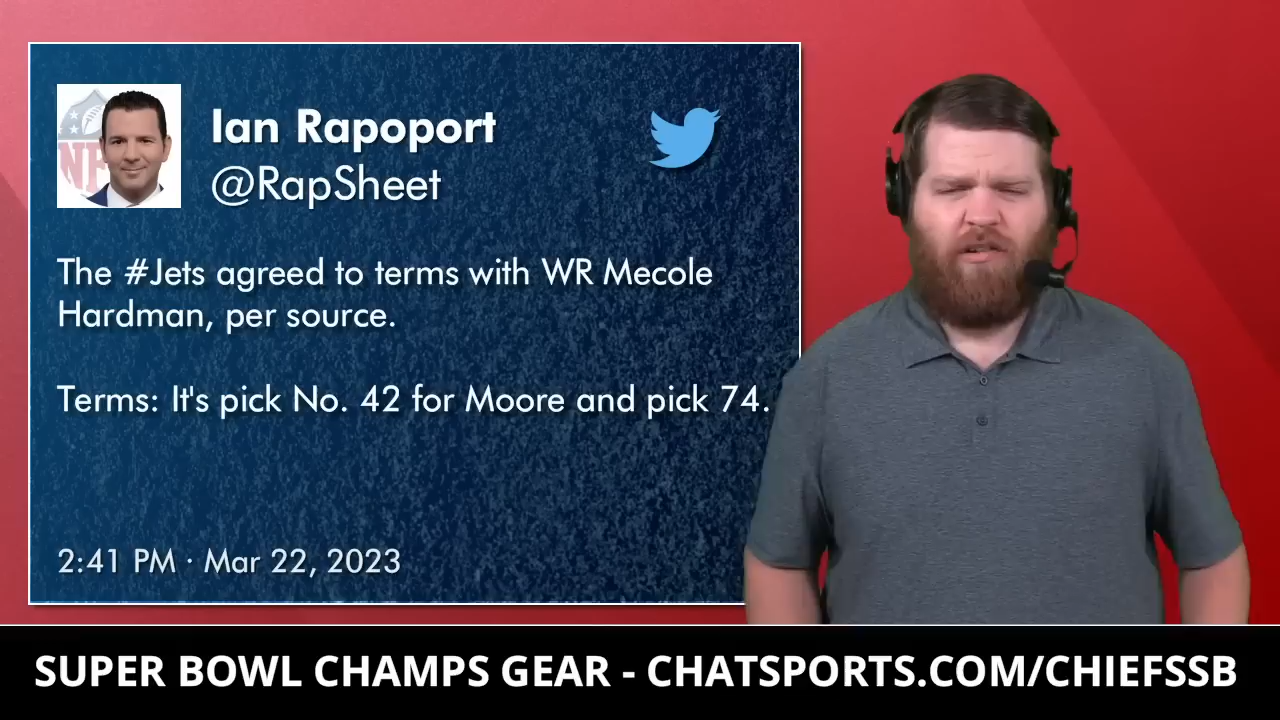 Ian Rapoport
@RapSheet
The #Jets agreed to terms with WR Mecole
Hardman, per source.
Terms: It's pick No. 42 for Moore and pick 74.
2:41 PM · Mar 22, 2023
SUPER BOWL CHAMPS GEAR - CHATSPORTS.COM/CHIEFSSB